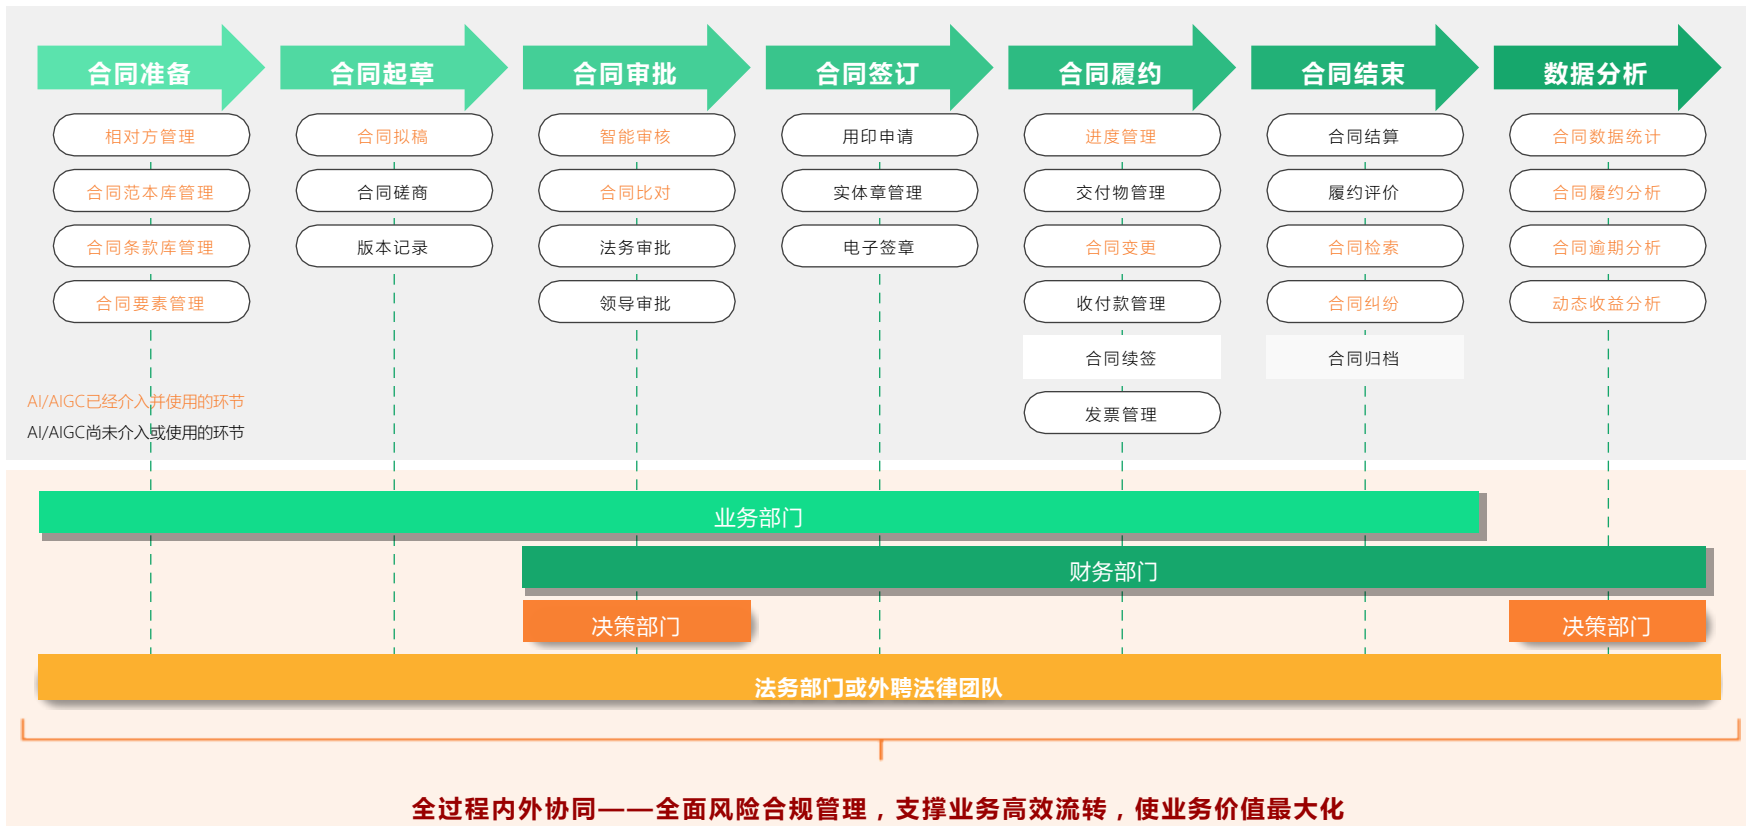 合同准备
合同起草
合同审批
合同签订
合同履约
合同结束
数据分析
相对方管理
合同拟稿
智能审核
用印申请
进度管理
合同结算
合同数据统计
合同范本库管理
合同磋商
合同比对
实体章管理
交付物管理
履约评价
合同履约分析
合同条款库管理
版本记录
法务审批
电子签章
合同变更
合同检索
合同逾期分析
合同要素管理
领导审批
收付款管理
合同纠纷
动态收益分析
合同续签
合同归档
AI/AIGC已经介入并使用的环节
发票管理
AI/AIGC尚未介入或使用的环节
业务部门
财务部门
决策部门
决策部门
法务部门或外聘法律团队
全过程内外协同——全面风险合规管理，支撑业务高效流转，使业务价值最大化